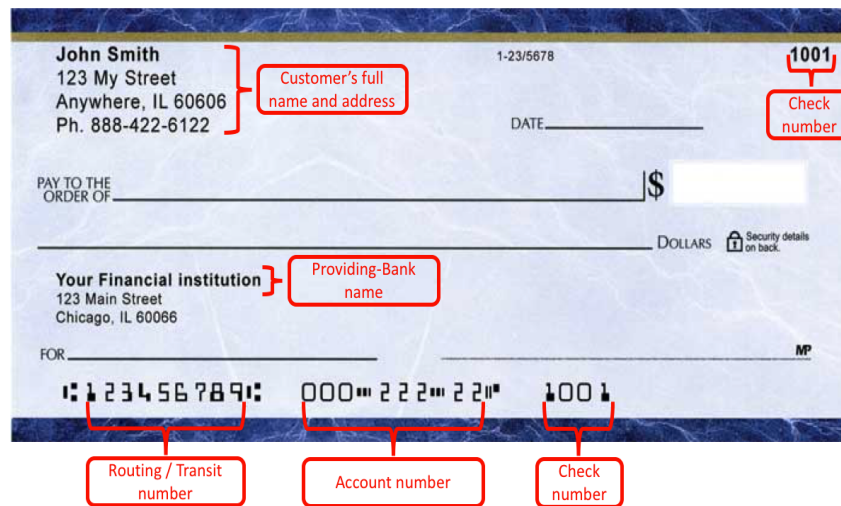 John Smith
123 My Street
Anywhere, IL 60606
Ph. 888-422-6122
Customer's full
name and address
1-23/5678
1001
Check
number
DATE
PAY TO THE
ORDER OF
$
DOLLARS
Security details
on back.
Your Financial institution
123 Main Street
Chicago, IL 60066
Providing-Bank
name
FOR
MP
⑆123456789⑆ 000⑉222⑉22⑈ 1001
Routing / Transit
number
Account number
Check
number